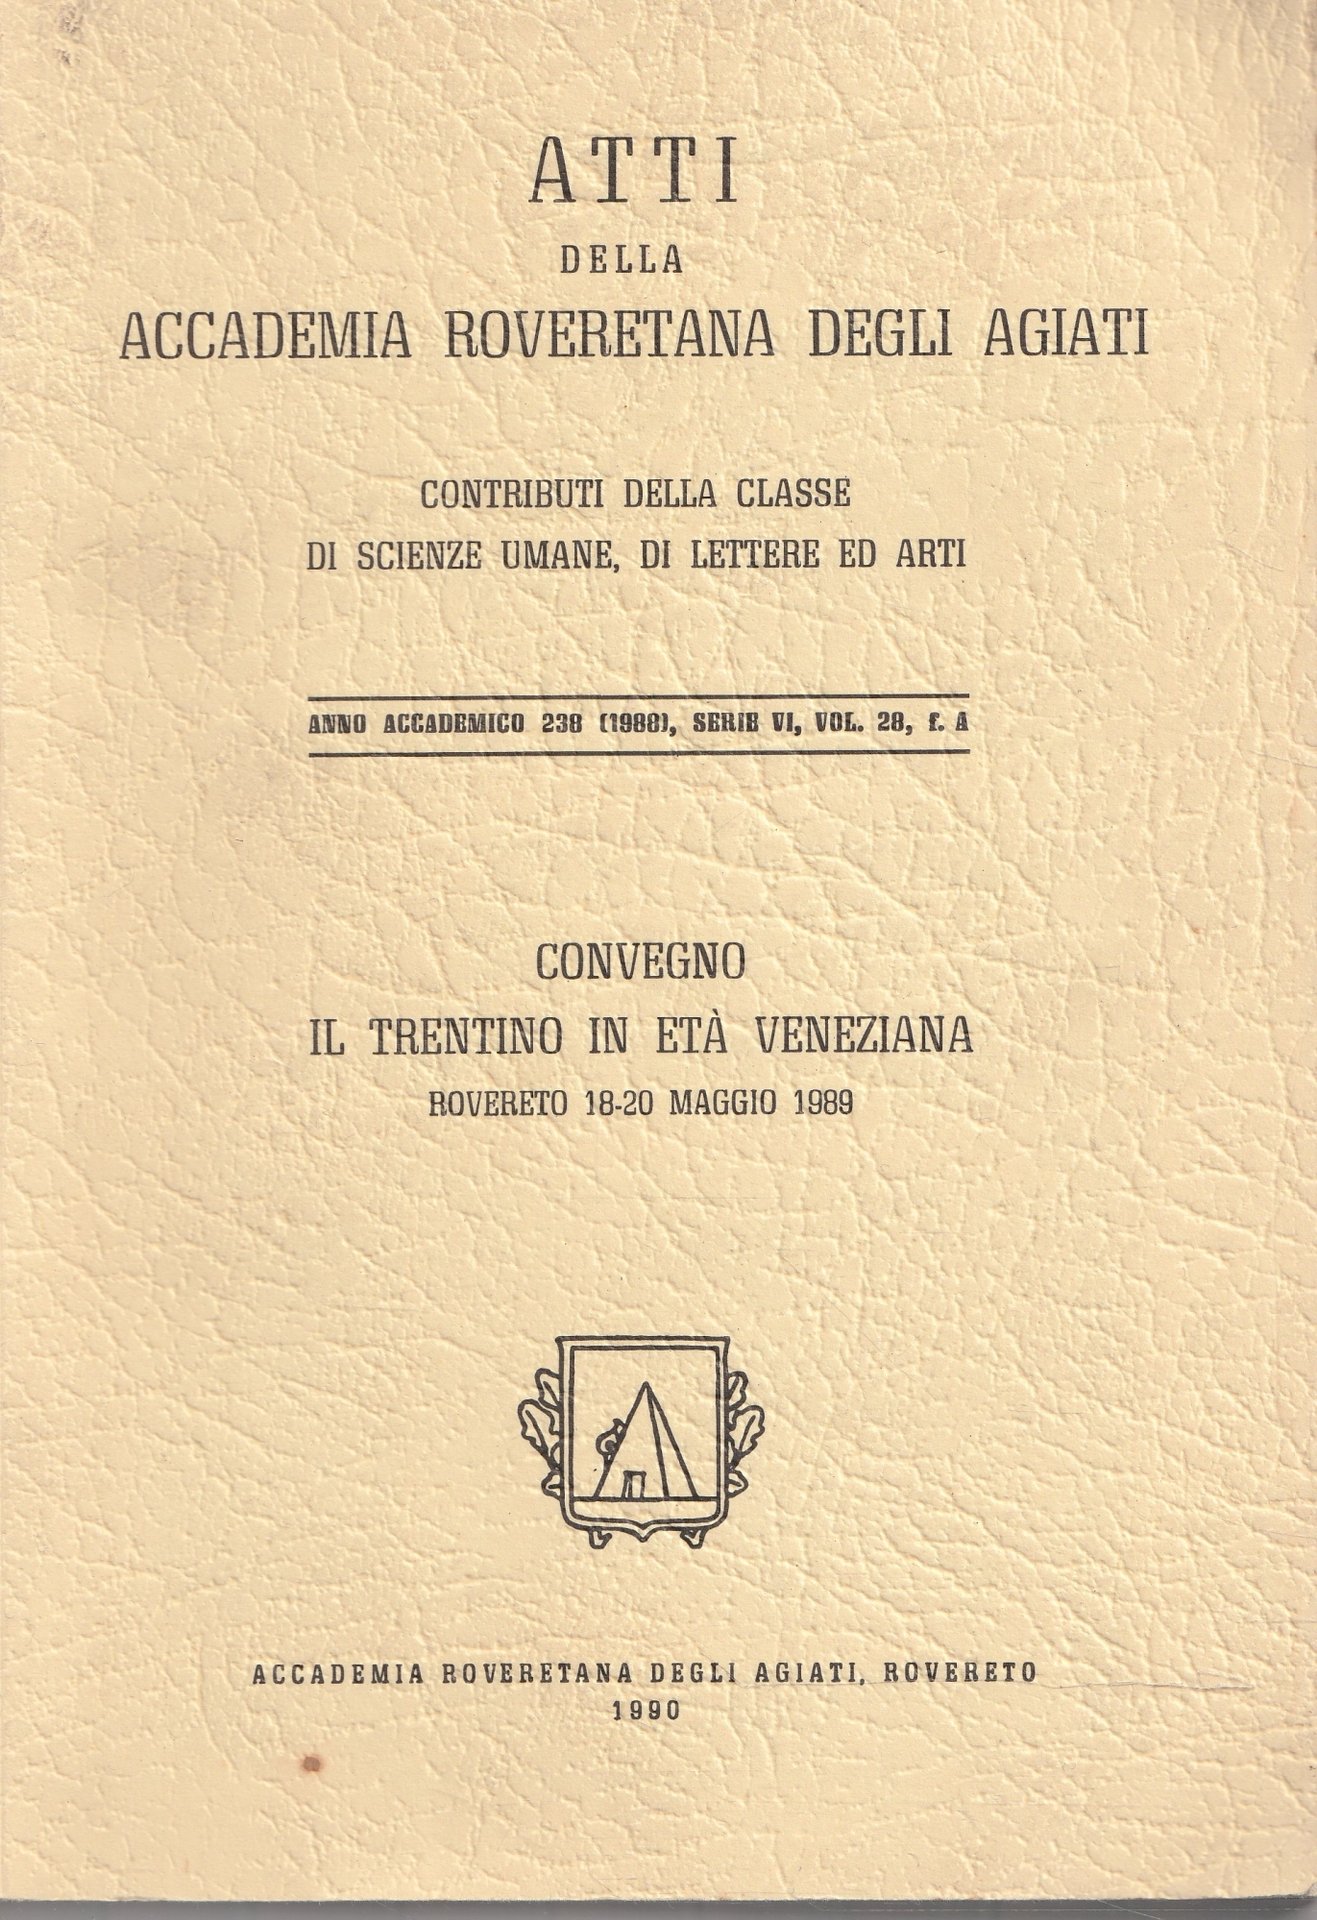 ATTI
DELLA
ACCADEMIA ROVERETANA DEGLI AGIATI
CONTRIBUTI DELLA CLASSE
DI SCIENZE UMANE, DI LETTERE ED ARTI
ANNO ACCADEMICO 238 (1988), SERIE VI, VOL. 28, f. A
CONVEGNO
IL TRENTINO IN ETÀ VENEZIANA
ROVERETO 18-20 MAGGIO 1989
ACCADEMIA ROVERETANA DEGLI AGIATI, ROVERETO
1990